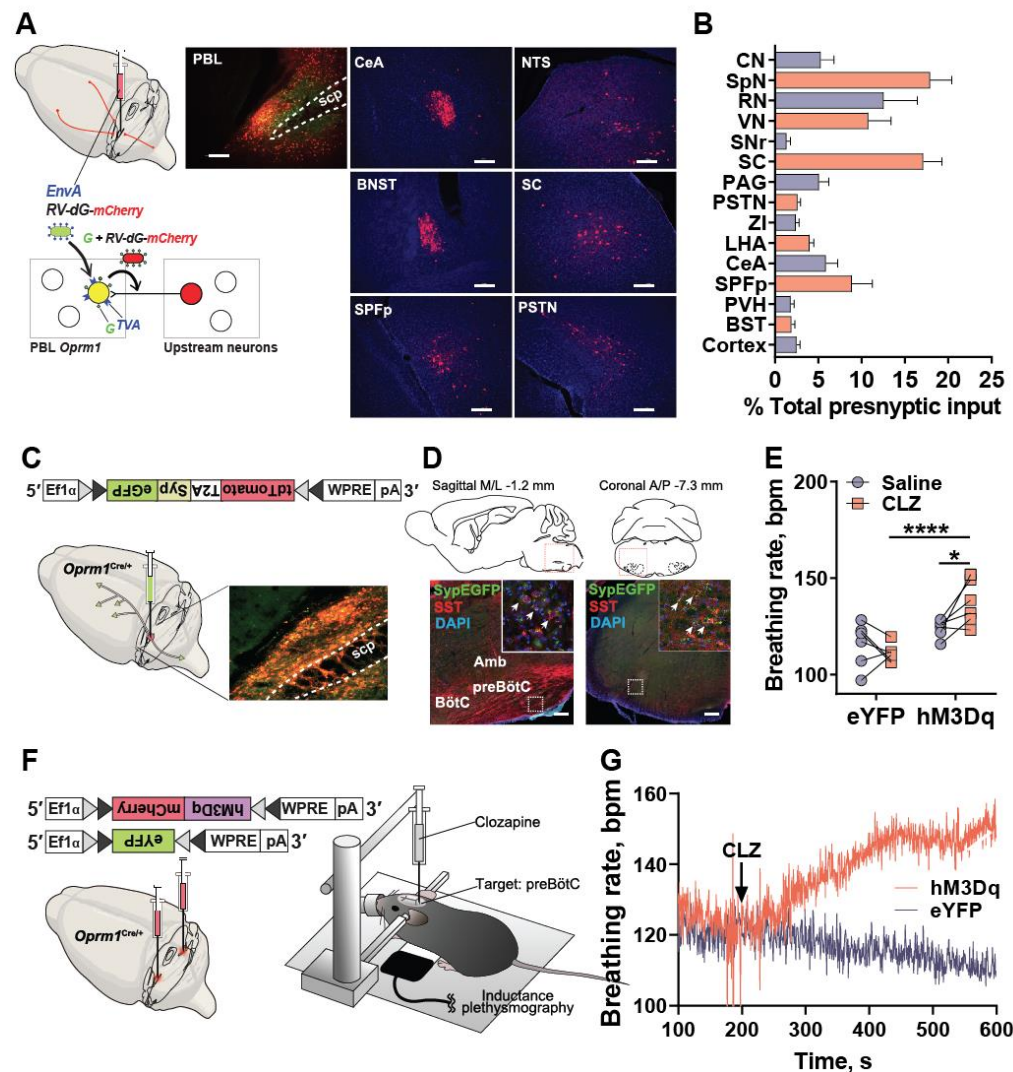 A
PBL
scp
CeA
NTS
BNST
SC
SPFp
PSTN
EnvA
RV-dG-mCherry
G + RV-dG-mCherry
G
TVA
PBL Oprm1
Upstream neurons
B
CN
SpN
RN
VN
SNr
SC
PAG
PSTN
ZI
LHA
CeA
SPFp
PVH
BST
Cortex
0 5 10 15 20 25
% Total presnyptic input
C
5′ Ef1α eGFP Syp T2A tdTomato WPRE pA 3′
Oprm1Cre/+
scp
D
Sagittal M/L -1.2 mm
Coronal A/P -7.3 mm
SypEGFP
SST
DAPI
Amb
preBötC
BötC
SypEGFP
SST
DAPI
E
Breathing rate, bpm
200
150
100
Saline
CLZ
****
*
eYFP hM3Dq
F
5′ Ef1α mCherry hM3Dq WPRE pA 3′
5′ Ef1α eYFP WPRE pA 3′
Oprm1Cre/+
Clozapine
Target: preBötC
Inductance
plethysmography
G
Breathing rate, bpm
160
140
120
100
CLZ
hM3Dq
eYFP
100 200 300 400 500 600
Time, s